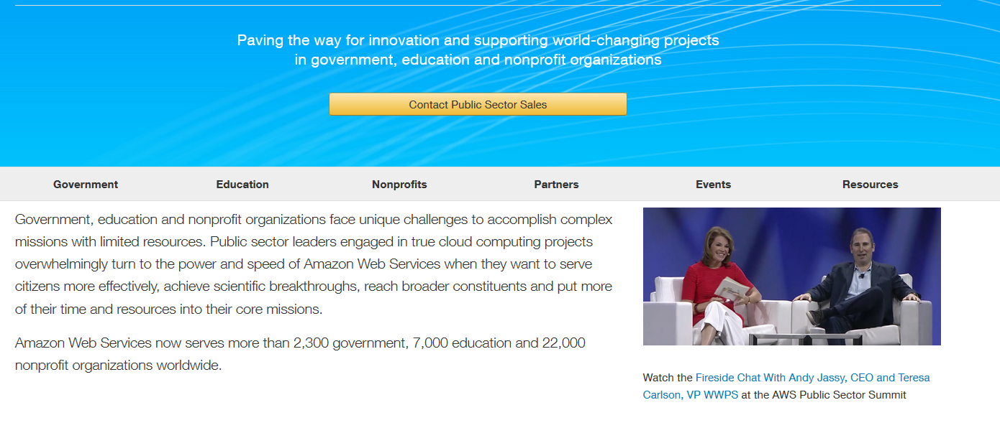 Paving the way for innovation and supporting world-changing projects
in government, education and nonprofit organizations
Contact Public Sector Sales
Government Education Nonprofits Partners Events Resources
Government, education and nonprofit organizations face unique challenges to accomplish complex
missions with limited resources. Public sector leaders engaged in true cloud computing projects
overwhelmingly turn to the power and speed of Amazon Web Services when they want to serve
citizens more effectively, achieve scientific breakthroughs, reach broader constituents and put more
of their time and resources into their core missions.
Amazon Web Services now serves more than 2,300 government, 7,000 education and 22,000
nonprofit organizations worldwide.
Watch the Fireside Chat With Andy Jassy, CEO and Teresa
Carlson, VP WWPS at the AWS Public Sector Summit